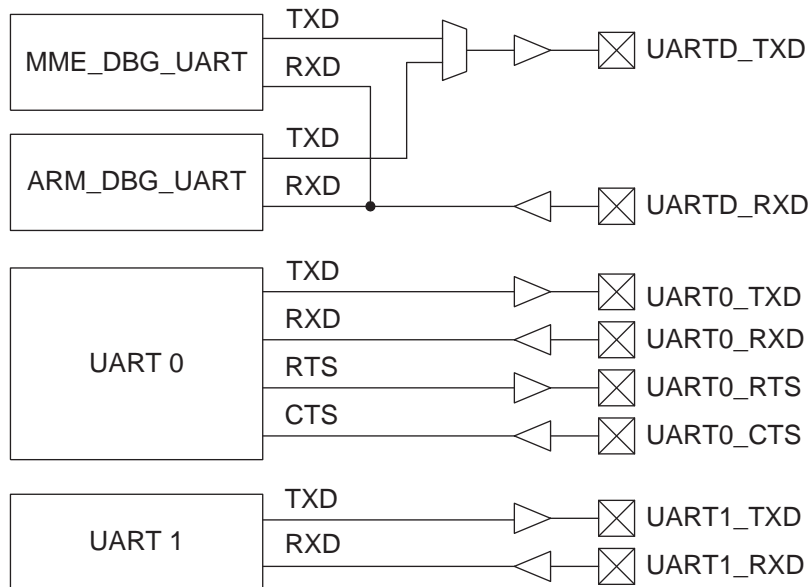 TXD
MME_DBG_UART
RXD
UARTD_TXD
TXD
ARM_DBG_UART
RXD
UARTD_RXD
TXD
UART0_TXD
RXD
UART0_RXD
UART 0
RTS
UART0_RTS
CTS
UART0_CTS
TXD
UART1_TXD
UART 1
RXD
UART1_RXD